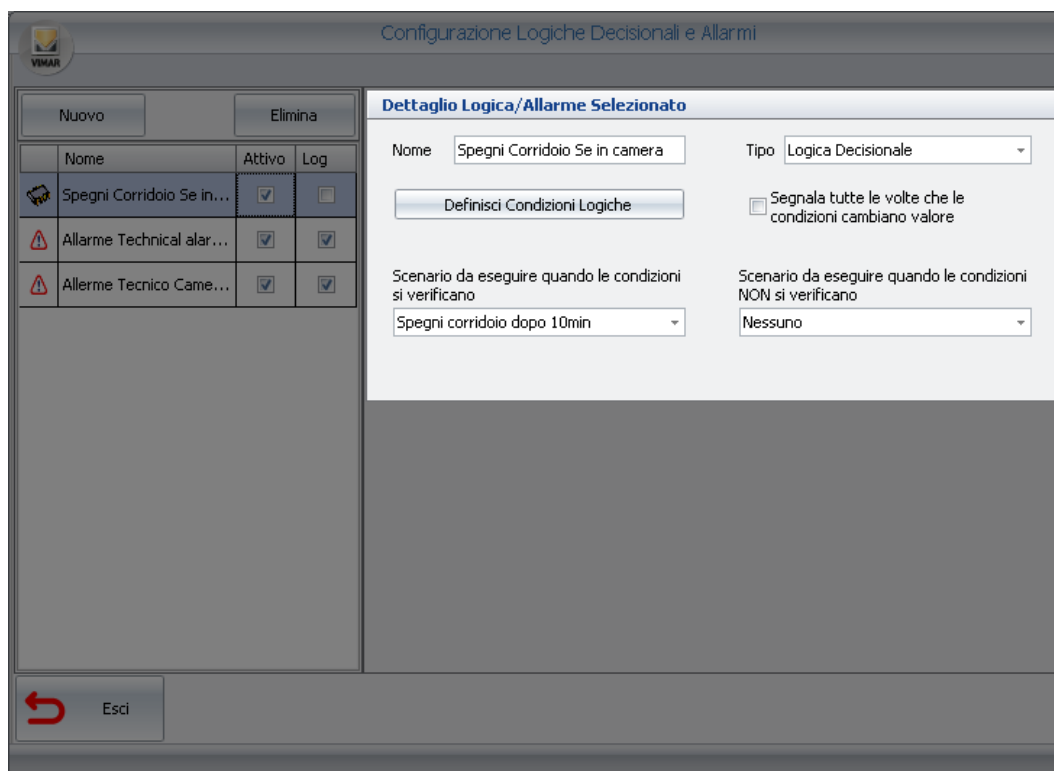 Configurazione Logiche Decisionali e Allarmi
VIMAR
Nuovo
Elimina
Nome Attivo Log
Spegni Corridoio Se in...
Allarme Technical alar...
Allerme Tecnico Came...
Dettaglio Logica/Allarme Selezionato
Nome Spegni Corridoio Se in camera
Tipo Logica Decisionale
Definisci Condizioni Logiche
Segnala tutte le volte che le
condizioni cambiano valore
Scenario da eseguire quando le condizioni
si verificano
Spegni corridoio dopo 10min
Scenario da eseguire quando le condizioni
NON si verificano
Nessuno
Esci